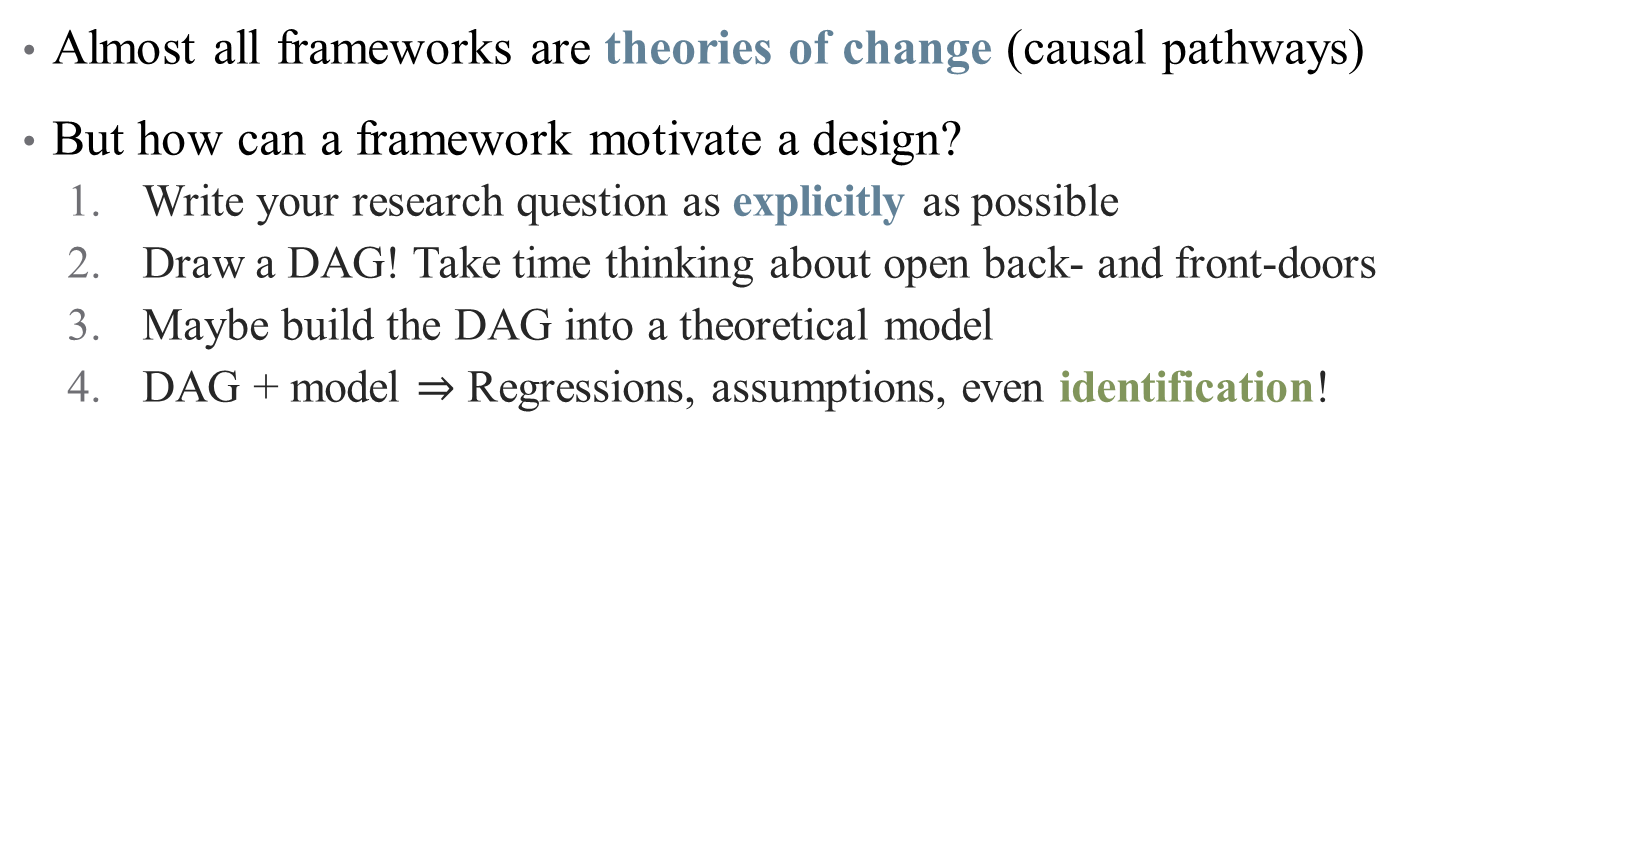 • Almost all frameworks are theories of change (causal pathways)
• But how can a framework motivate a design?
1. Write your research question as explicitly as possible
2. Draw a DAG! Take time thinking about open back- and front-doors
3. Maybe build the DAG into a theoretical model
4. DAG + model ⇒ Regressions, assumptions, even identification!